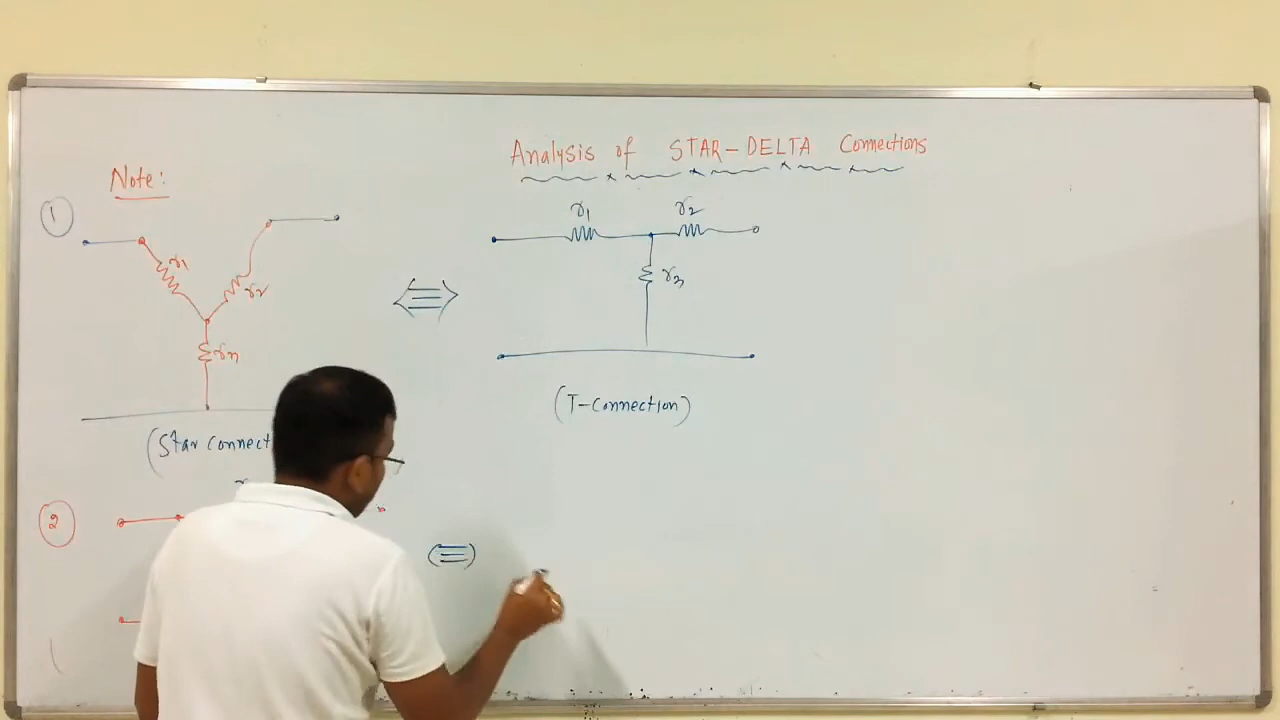 Analysis of STAR-DELTA Connections
Note:
1
r1
r2
r3
(Star connect
r1
r2
r3
(T-Connection)
2
(≡)